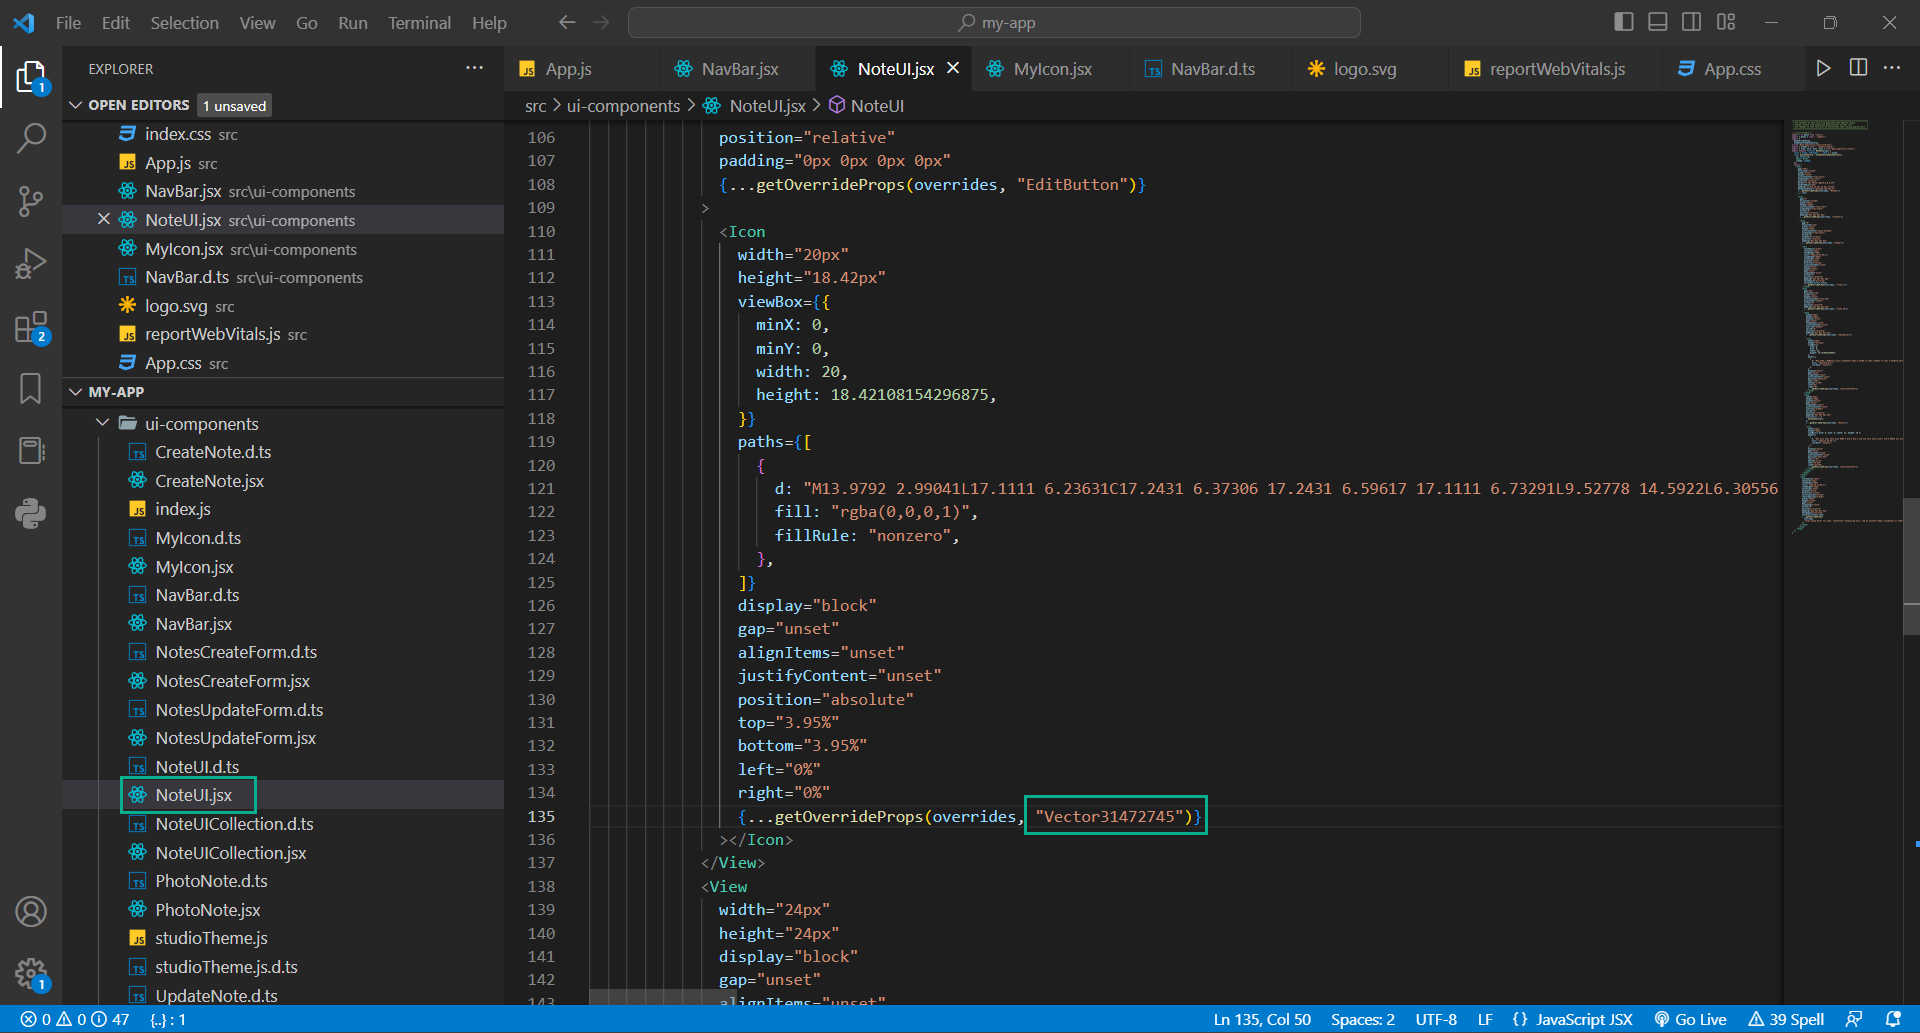 File Edit Selection View Go Run Terminal Help my-app
EXPLORER
OPEN EDITORS 1 unsaved
index.css src
App.js src
NavBar.jsx src\ui-components
NoteUI.jsx src\ui-components
MyIcon.jsx src\ui-components
NavBar.d.ts src\ui-components
logo.svg src
reportWebVitals.js src
App.css src
MY-APP
ui-components
CreateNote.d.ts
CreateNote.jsx
index.js
MyIcon.d.ts
MyIcon.jsx
NavBar.d.ts
NavBar.jsx
NotesCreateForm.d.ts
NotesCreateForm.jsx
NotesUpdateForm.d.ts
NotesUpdateForm.jsx
NoteUI.d.ts
NoteUI.jsx
NoteUICollection.d.ts
NoteUICollection.jsx
PhotoNote.d.ts
PhotoNote.jsx
studioTheme.js
studioTheme.js.d.ts
UpdateNote.d.ts
App.js NavBar.jsx NoteUI.jsx MyIcon.jsx NavBar.d.ts logo.svg reportWebVitals.js App.css
src > ui-components > NoteUI.jsx > NoteUI
106 position="relative"
107 padding="0px 0px 0px 0px"
108 {...getOverrideProps(overrides, "EditButton")}
109 >
110 <Icon
111 width="20px"
112 height="18.42px"
113 viewBox={{
114 minX: 0,
115 minY: 0,
116 width: 20,
117 height: 18.42108154296875,
118 }}
119 paths={[
120 {
121 d: "M13.9792 2.99041L17.1111 6.23631C17.2431 6.37306 17.2431 6.59617 17.1111 6.73291L9.52778 14.5922L6.30556
122 fill: "rgba(0,0,0,1)",
123 fillRule: "nonzero",
124 },
125 ]}
126 display="block"
127 gap="unset"
128 alignItems="unset"
129 justifyContent="unset"
130 position="absolute"
131 top="3.95%"
132 bottom="3.95%"
133 left="0%"
134 right="0%"
135 {...getOverrideProps(overrides, "Vector31472745")}
136 ></Icon>
137 </View>
138 <View
139 width="24px"
140 height="24px"
141 display="block"
142 gap="unset"
143 alignItems="unset"
0 0 47 {..} : 1 Ln 135, Col 50 Spaces: 2 UTF-8 LF {} JavaScript JSX Go Live 39 Spell